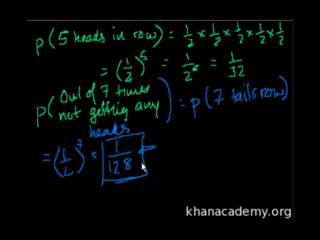 p(5 heads in row) = 1/2 × 1/2 × 1/2 × 1/2 × 1/2
= (1/2)^5 = 1/2^5 = 1/32
p(Out of 7 times not getting any heads) = p(7 tails row)
= (1/2)^7 = 1/128
khanacademy.org